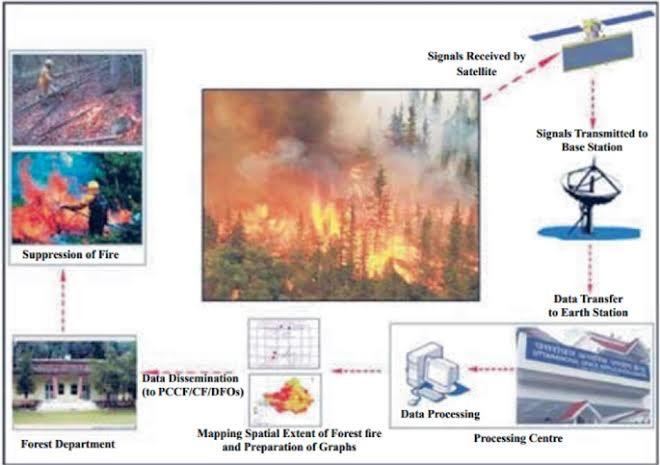 Signals Received by
Satellite
Signals Transmitted to
Base Station
Data Transfer
to Earth Station
Processing Centre
Data Processing
Mapping Spatial Extent of Forest fire
and Preparation of Graphs
Data Dissemination
(to PCCF/CF/DFOs)
Forest Department
Suppression of Fire